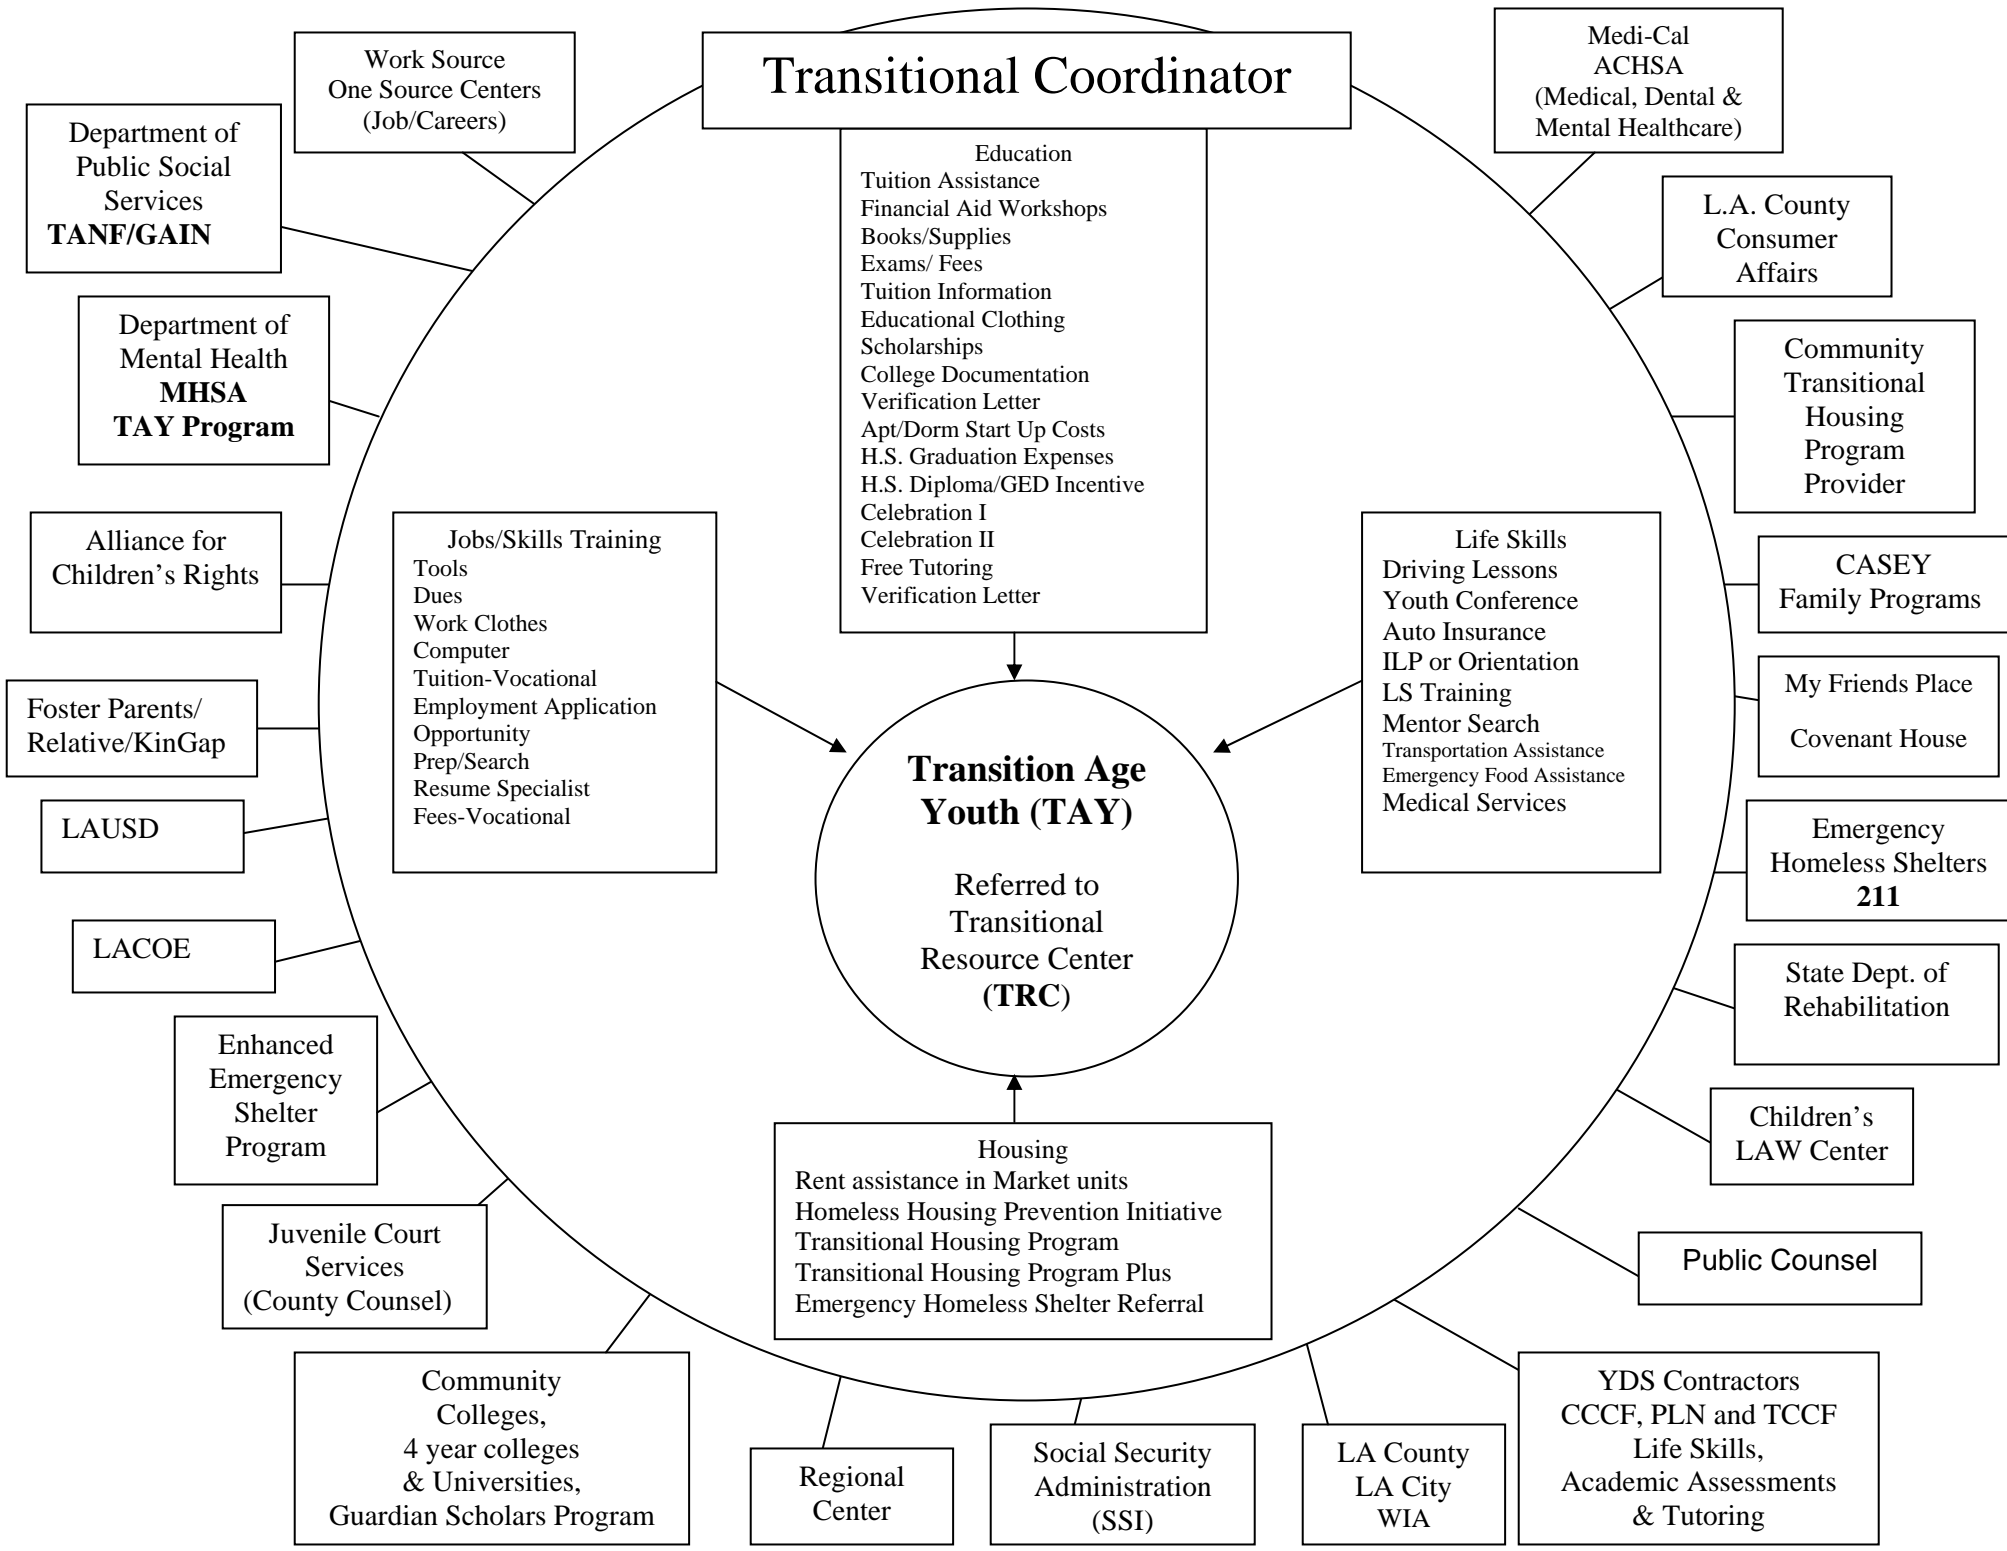 Transitional Coordinator
Work Source
One Source Centers
(Job/Careers)
Department of
Public Social
Services
TANF/GAIN
Department of
Mental Health
MHSA
TAY Program
Alliance for
Children’s Rights
Foster Parents/
Relative/KinGap
LAUSD
LACOE
Enhanced
Emergency
Shelter
Program
Juvenile Court
Services
(County Counsel)
Community
Colleges,
4 year colleges
& Universities,
Guardian Scholars Program
Education
Tuition Assistance
Financial Aid Workshops
Books/Supplies
Exams/ Fees
Tuition Information
Educational Clothing
Scholarships
College Documentation
Verification Letter
Apt/Dorm Start Up Costs
H.S. Graduation Expenses
H.S. Diploma/GED Incentive
Celebration I
Celebration II
Free Tutoring
Verification Letter
Jobs/Skills Training
Tools
Dues
Work Clothes
Computer
Tuition-Vocational
Employment Application
Opportunity
Prep/Search
Resume Specialist
Fees-Vocational
Life Skills
Driving Lessons
Youth Conference
Auto Insurance
ILP or Orientation
LS Training
Mentor Search
Transportation Assistance
Emergency Food Assistance
Medical Services
Transition Age
Youth (TAY)
Referred to
Transitional
Resource Center
(TRC)
Housing
Rent assistance in Market units
Homeless Housing Prevention Initiative
Transitional Housing Program
Transitional Housing Program Plus
Emergency Homeless Shelter Referral
Medi-Cal
ACHSA
(Medical, Dental &
Mental Healthcare)
L.A. County
Consumer
Affairs
Community
Transitional
Housing
Program
Provider
CASEY
Family Programs
My Friends Place
Covenant House
Emergency
Homeless Shelters
211
State Dept. of
Rehabilitation
Children’s
LAW Center
Public Counsel
YDS Contractors
CCCF, PLN and TCCF
Life Skills,
Academic Assessments
& Tutoring
LA County
LA City
WIA
Social Security
Administration
(SSI)
Regional
Center